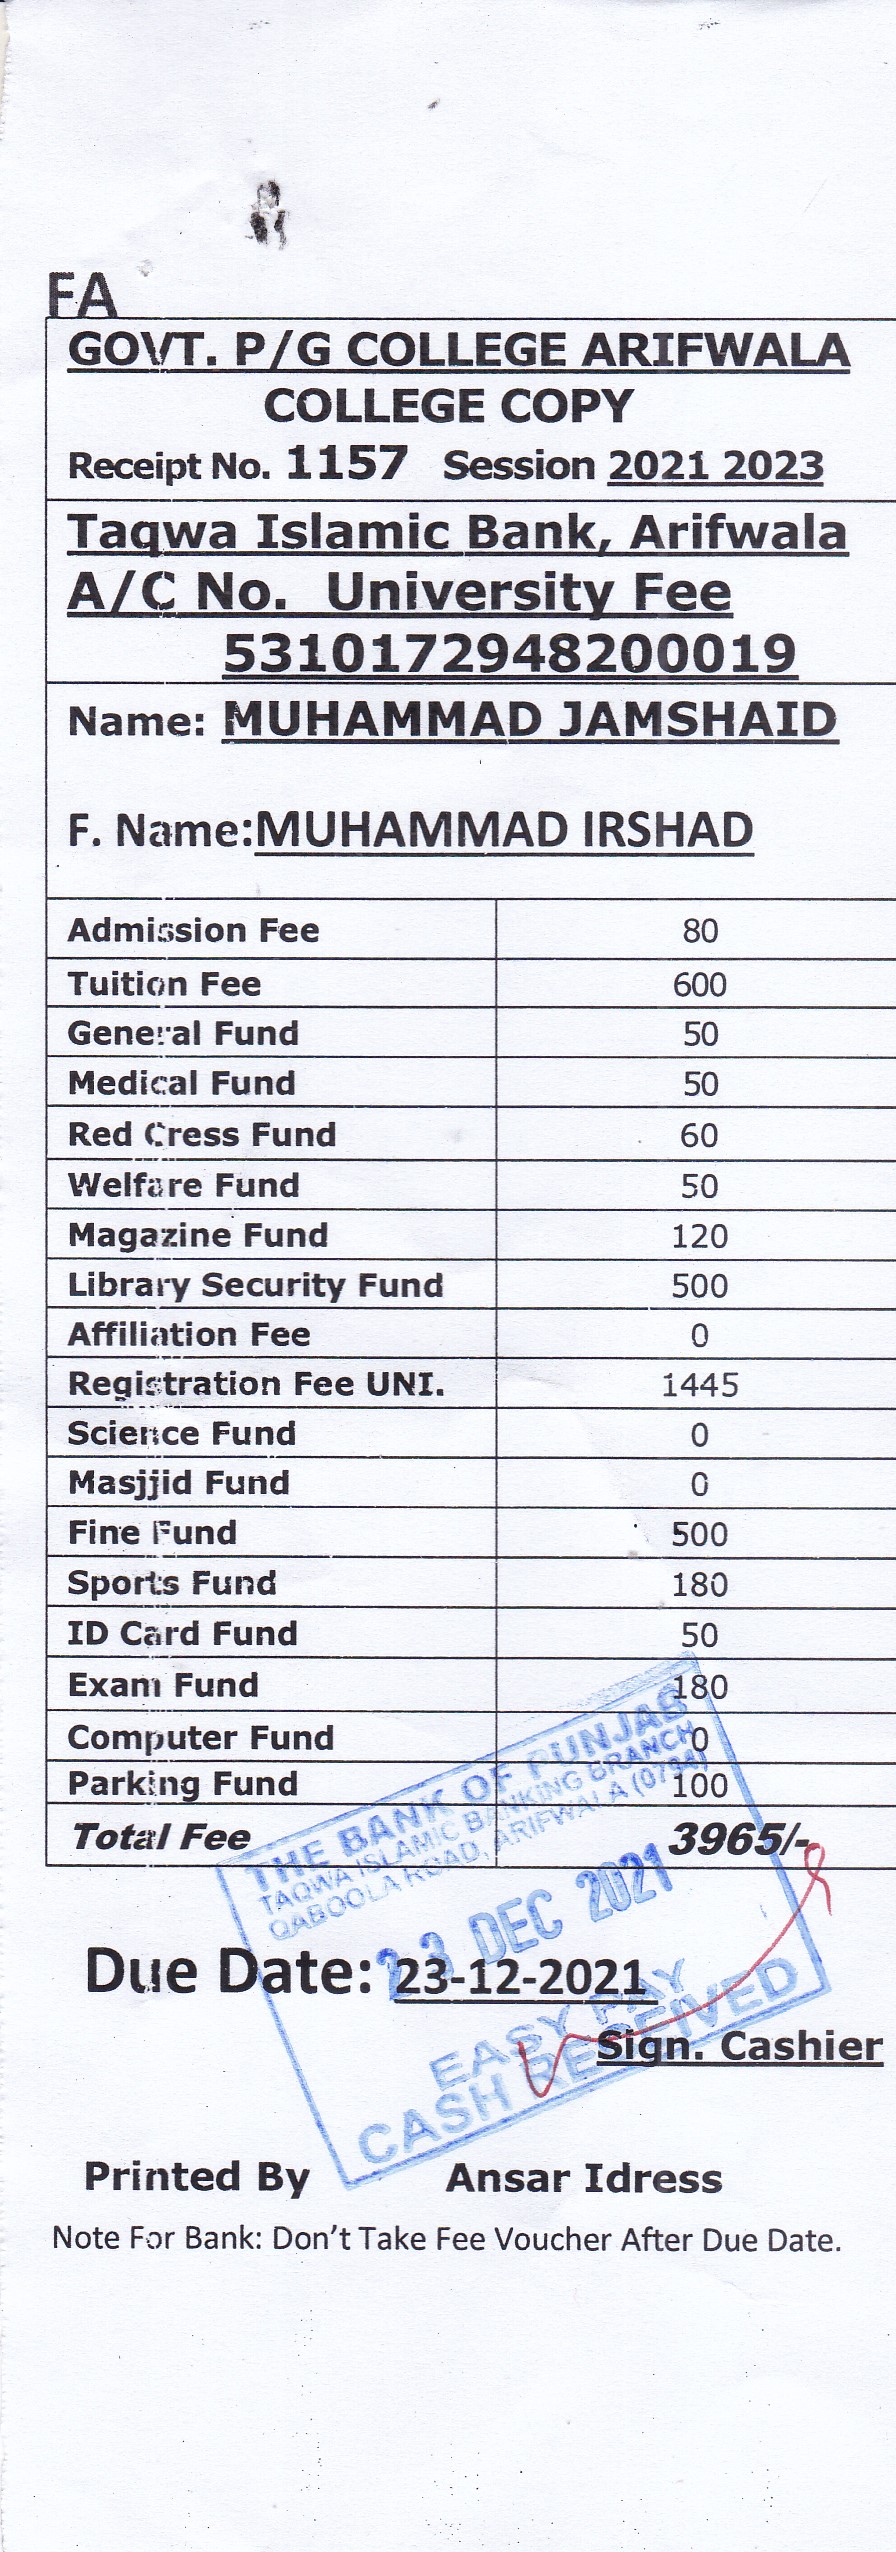 FA
GOVT. P/G COLLEGE ARIFWALA
COLLEGE COPY
Receipt No. 1157 Session 2021 2023
Taqwa Islamic Bank, Arifwala
A/C No. University Fee
5310172948200019
Name: MUHAMMAD JAMSHAID
F. Name:MUHAMMAD IRSHAD
Admission Fee 80
Tuition Fee 600
General Fund 50
Medical Fund 50
Red Cress Fund 60
Welfare Fund 50
Magazine Fund 120
Library Security Fund 500
Affiliation Fee 0
Registration Fee UNI. 1445
Science Fund 0
Masjjid Fund 0
Fine Fund 500
Sports Fund 180
ID Card Fund 50
Exam Fund 180
Computer Fund 0
Parking Fund 100
Total Fee 3965/-
THE BANK OF PUNJAB
TAQWA ISLAMIC BANKING BRANCH
QABOOLA ROAD, ARIFWALA
23 DEC 2021
Due Date: 23-12-2021
EASY PAY
CASH RECEIVED
Sign. Cashier
Printed By Ansar Idress
Note For Bank: Don't Take Fee Voucher After Due Date.